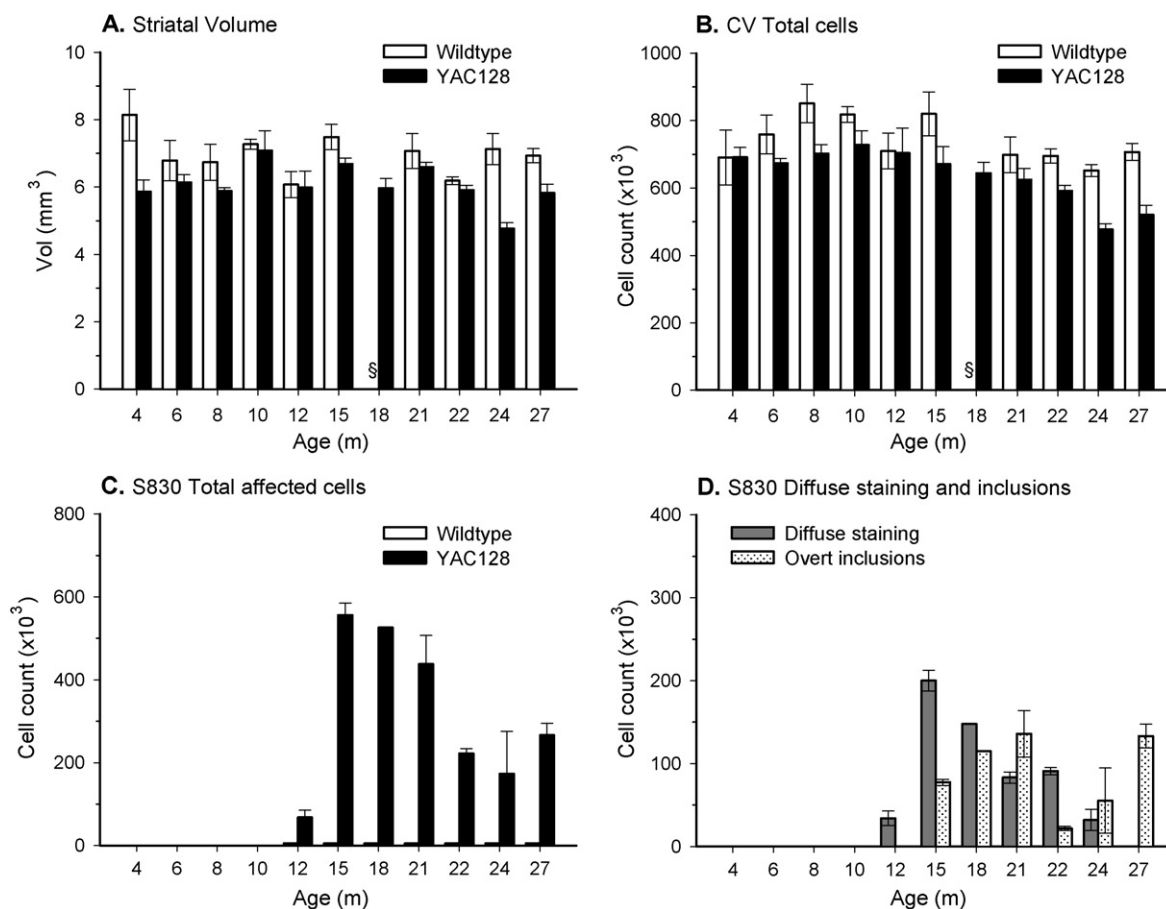 A. Striatal Volume
Wildtype
YAC128
Vol (mm³)
10
8
6
4
2
0
§
4 6 8 10 12 15 18 21 22 24 27
Age (m)
B. CV Total cells
Wildtype
YAC128
Cell count (x10³)
1000
800
600
400
200
0
§
4 6 8 10 12 15 18 21 22 24 27
Age (m)
C. S830 Total affected cells
Wildtype
YAC128
Cell count (x10³)
800
600
400
200
0
4 6 8 10 12 15 18 21 22 24 27
Age (m)
D. S830 Diffuse staining and inclusions
Diffuse staining
Overt inclusions
Cell count (x10³)
400
300
200
100
0
4 6 8 10 12 15 18 21 22 24 27
Age (m)